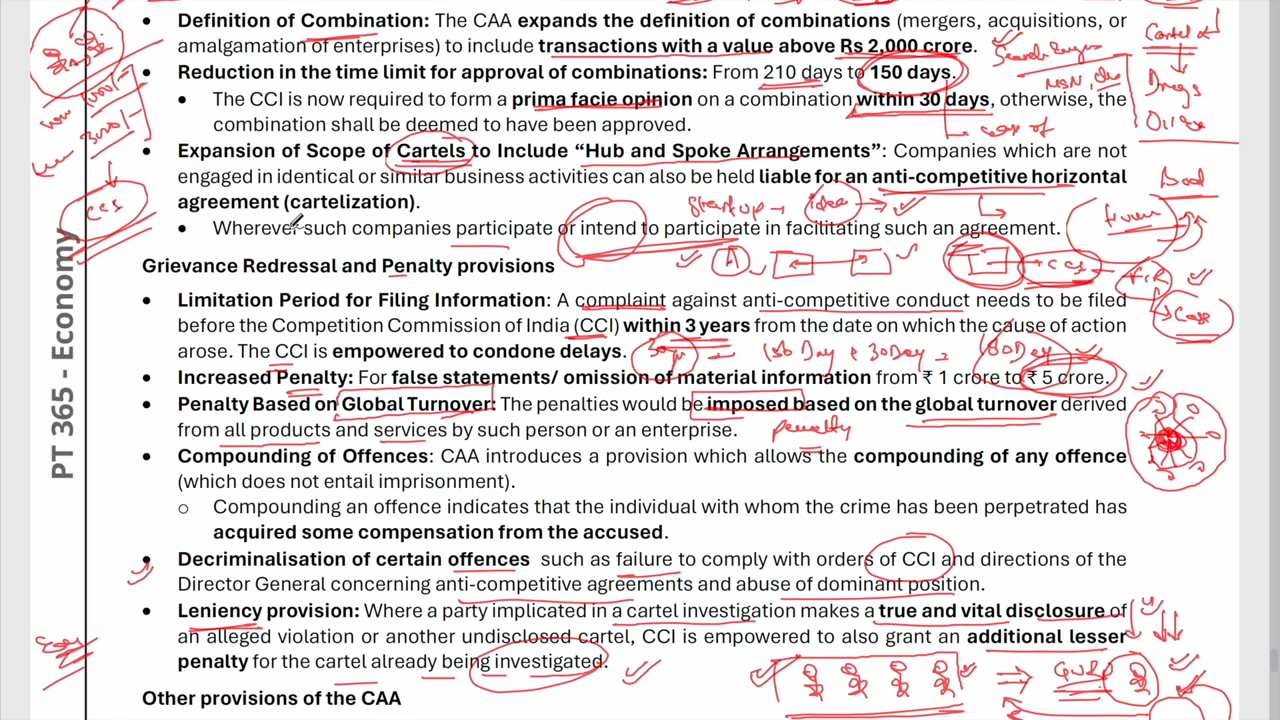 Definition of Combination: The CAA expands the definition of combinations (mergers, acquisitions, or
amalgamation of enterprises) to include transactions with a value above Rs 2,000 crore.
Reduction in the time limit for approval of combinations: From 210 days to 150 days.
The CCI is now required to form a prima facie opinion on a combination within 30 days, otherwise, the
combination shall be deemed to have been approved.
Expansion of Scope of Cartels to Include “Hub and Spoke Arrangements”: Companies which are not
engaged in identical or similar business activities can also be held liable for an anti-competitive horizontal
agreement (cartelization).
Wherever such companies participate or intend to participate in facilitating such an agreement.
Grievance Redressal and Penalty provisions
Limitation Period for Filing Information: A complaint against anti-competitive conduct needs to be filed
before the Competition Commission of India (CCI) within 3 years from the date on which the cause of action
arose. The CCI is empowered to condone delays.
Increased Penalty: For false statements/ omission of material information from ₹ 1 crore to ₹ 5 crore.
Penalty Based on Global Turnover: The penalties would be imposed based on the global turnover derived
from all products and services by such person or an enterprise.
Compounding of Offences: CAA introduces a provision which allows the compounding of any offence
(which does not entail imprisonment).
Compounding an offence indicates that the individual with whom the crime has been perpetrated has
acquired some compensation from the accused.
Decriminalisation of certain offences such as failure to comply with orders of CCI and directions of the
Director General concerning anti-competitive agreements and abuse of dominant position.
Leniency provision: Where a party implicated in a cartel investigation makes a true and vital disclosure of
an alleged violation or another undisclosed cartel, CCI is empowered to also grant an additional lesser
penalty for the cartel already being investigated.
Other provisions of the CAA
PT 365 - Economy
Cartel
Drugs
CCI
startup → idea
A
FIR
Case
penalty